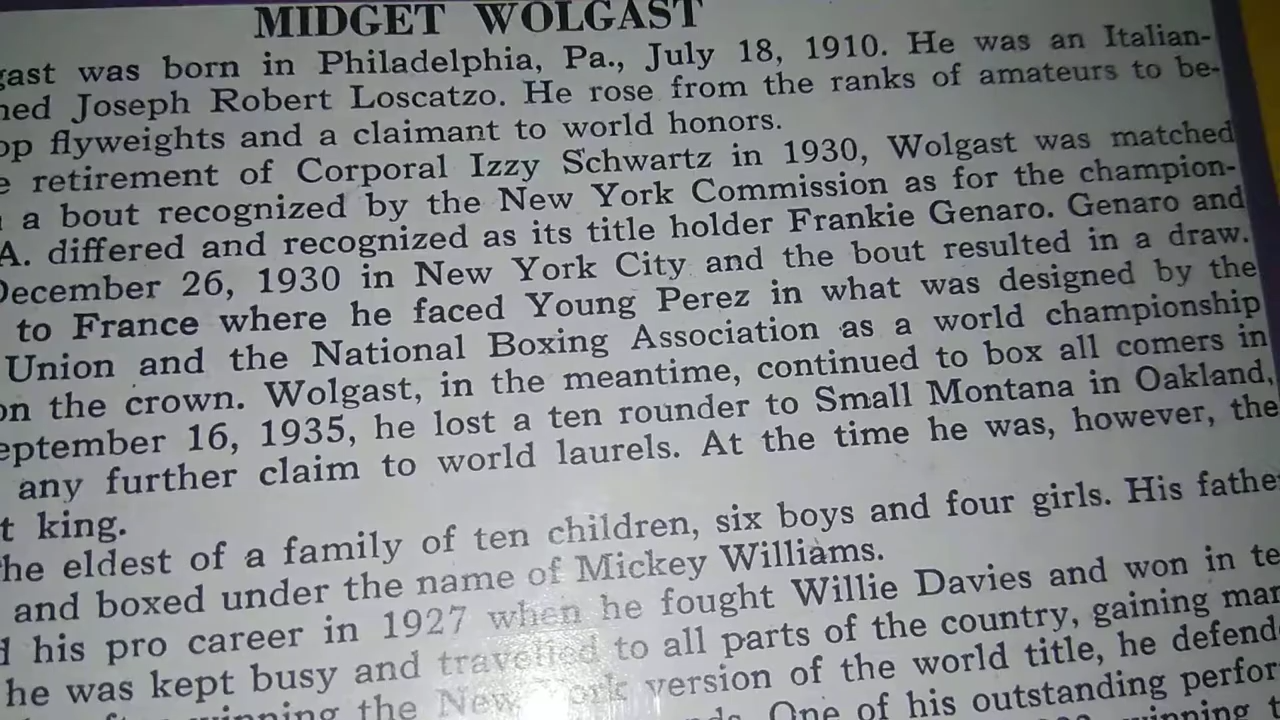 MIDGET WOLGAST
gast was born in Philadelphia, Pa., July 18, 1910. He was an Italian-
ned Joseph Robert Loscatzo. He rose from the ranks of amateurs to be-
op flyweights and a claimant to world honors.
e retirement of Corporal Izzy Schwartz in 1930, Wolgast was matched
a bout recognized by the New York Commission as for the champion-
A. differed and recognized as its title holder Frankie Genaro. Genaro and
December 26, 1930 in New York City and the bout resulted in a draw.
to France where he faced Young Perez in what was designed by the
Union and the National Boxing Association as a world championship
on the crown. Wolgast, in the meantime, continued to box all comers in
eptember 16, 1935, he lost a ten rounder to Small Montana in Oakland,
any further claim to world laurels. At the time he was, however, the
t king.
he eldest of a family of ten children, six boys and four girls. His father
and boxed under the name of Mickey Williams.
d his pro career in 1927 when he fought Willie Davies and won in te
he was kept busy and travelled to all parts of the country, gaining man
winning the New York version of the world title, he defende
One of his outstanding perfor
winning t